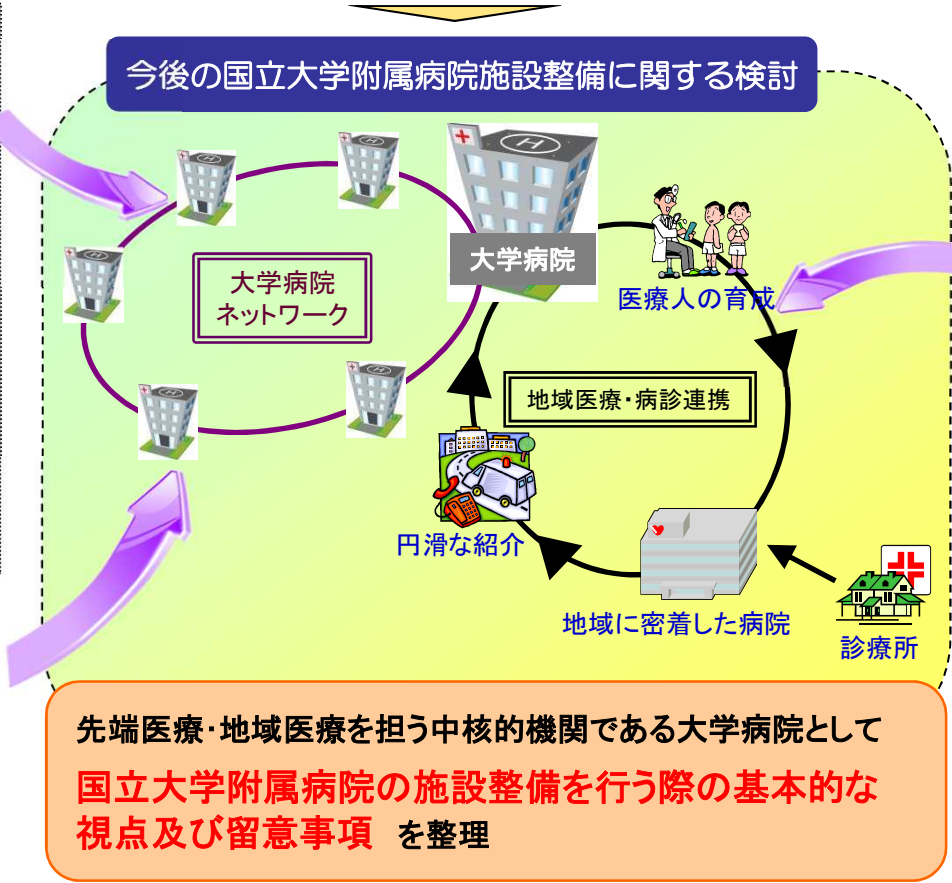 今後の国立大学附属病院施設整備に関する検討
大学病院
大学病院
ネットワーク
医療人の育成
地域医療・病診連携
円滑な紹介
地域に密着した病院
診療所
先端医療・地域医療を担う中核的機関である大学病院として
国立大学附属病院の施設整備を行う際の基本的な
視点及び留意事項 を整理